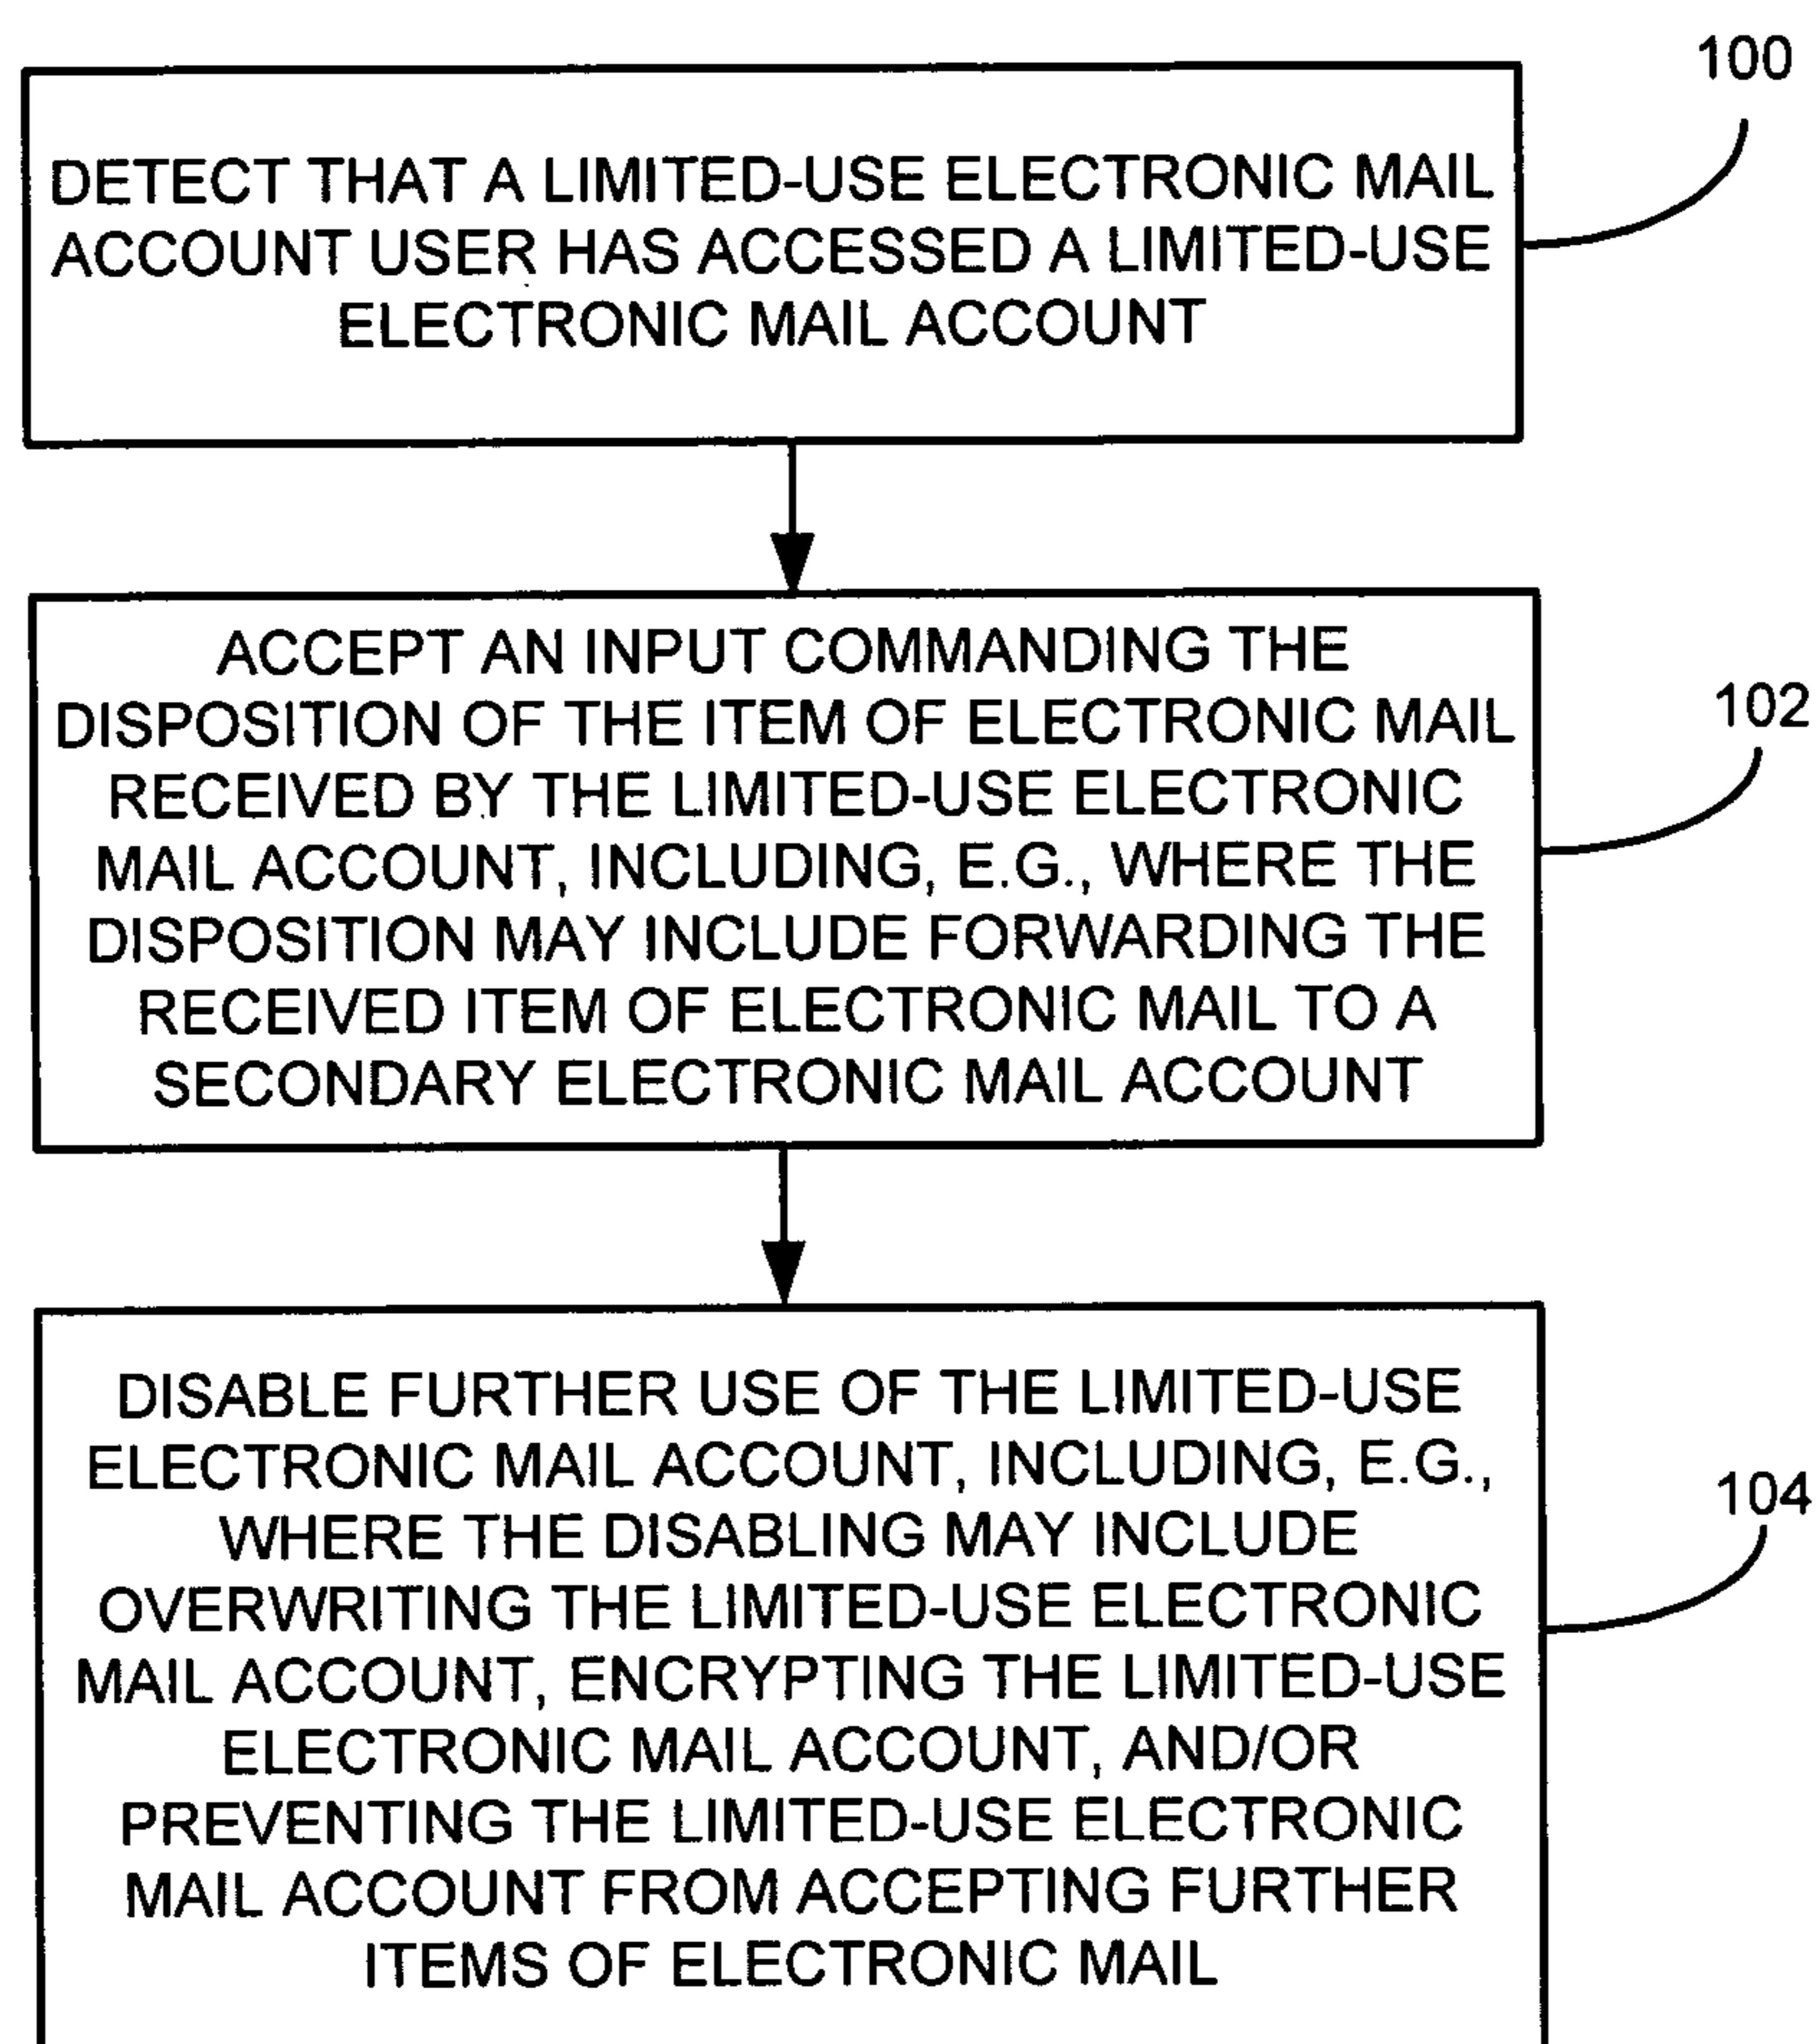 100
DETECT THAT A LIMITED-USE ELECTRONIC MAIL
ACCOUNT USER HAS ACCESSED A LIMITED-USE
ELECTRONIC MAIL ACCOUNT
ACCEPT AN INPUT COMMANDING THE
DISPOSITION OF THE ITEM OF ELECTRONIC MAIL
RECEIVED BY THE LIMITED-USE ELECTRONIC
MAIL ACCOUNT, INCLUDING, E.G., WHERE THE
DISPOSITION MAY INCLUDE FORWARDING THE
RECEIVED ITEM OF ELECTRONIC MAIL TO A
SECONDARY ELECTRONIC MAIL ACCOUNT
102
DISABLE FURTHER USE OF THE LIMITED-USE
ELECTRONIC MAIL ACCOUNT, INCLUDING, E.G.,
WHERE THE DISABLING MAY INCLUDE
OVERWRITING THE LIMITED-USE ELECTRONIC
MAIL ACCOUNT, ENCRYPTING THE LIMITED-USE
ELECTRONIC MAIL ACCOUNT, AND/OR
PREVENTING THE LIMITED-USE ELECTRONIC
MAIL ACCOUNT FROM ACCEPTING FURTHER
ITEMS OF ELECTRONIC MAIL
104